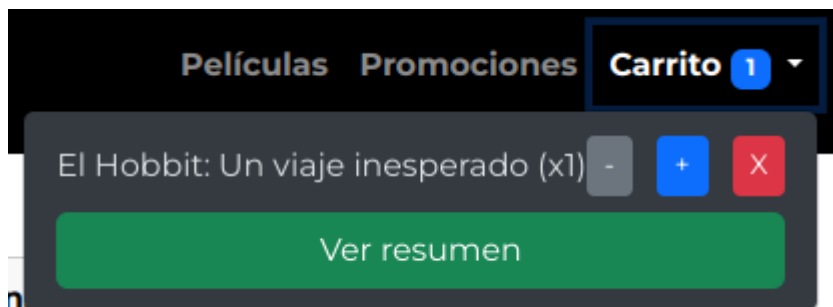 Películas Promociones Carrito 1
El Hobbit: Un viaje inesperado (x1) - + X
Ver resumen